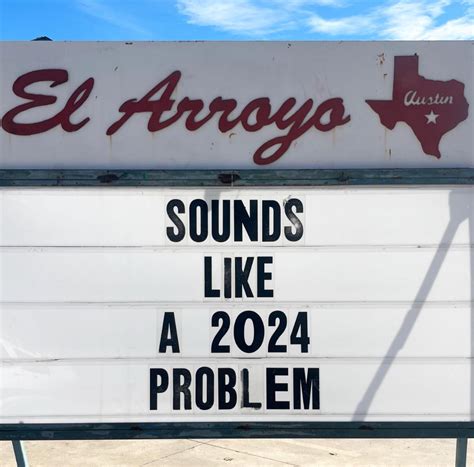 El Arroyo
Austin
SOUNDS
LIKE
A 2024
PROBLEM